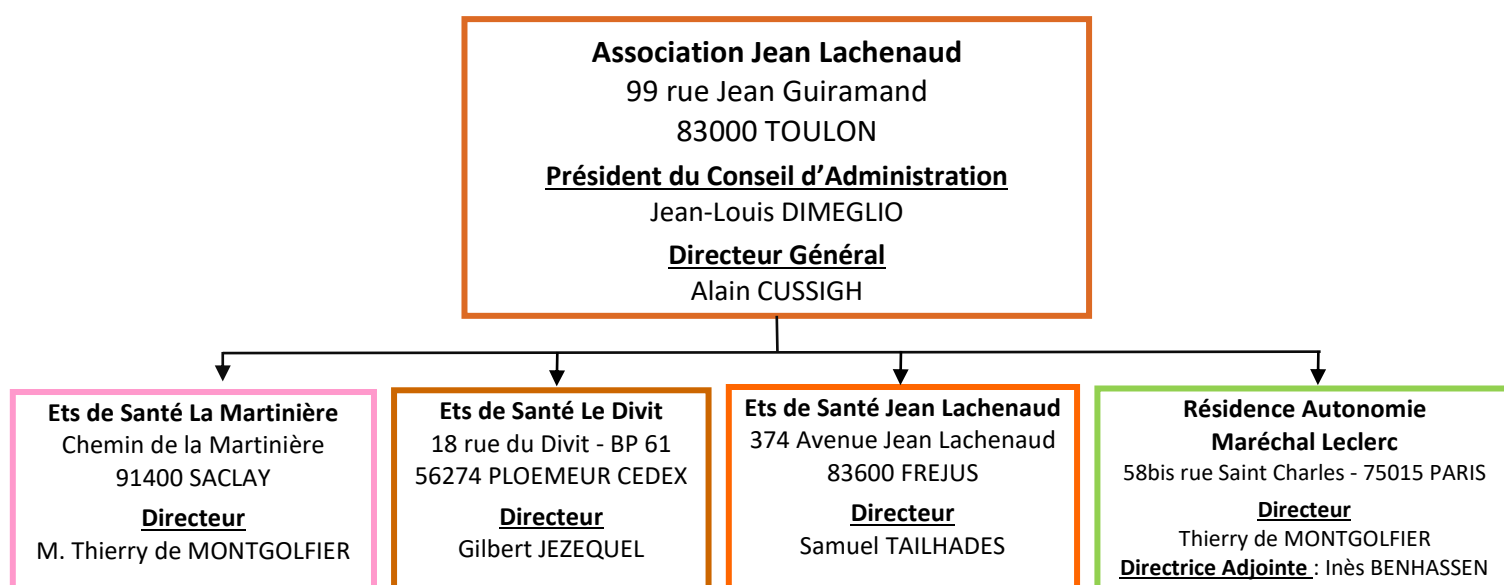 Association Jean Lachenaud
99 rue Jean Guiramand
83000 TOULON
Président du Conseil d’Administration
Jean-Louis DIMEGLIO
Directeur Général
Alain CUSSIGH
Ets de Santé La Martinière
Chemin de la Martinière
91400 SACLAY
Directeur
M. Thierry de MONTGOLFIER
Ets de Santé Le Divit
18 rue du Divit - BP 61
56274 PLOEMEUR CEDEX
Directeur
Gilbert JEZEQUEL
Ets de Santé Jean Lachenaud
374 Avenue Jean Lachenaud
83600 FREJUS
Directeur
Samuel TAILHADES
Résidence Autonomie
Maréchal Leclerc
58bis rue Saint Charles - 75015 PARIS
Directeur
Thierry de MONTGOLFIER
Directrice Adjointe : Inès BENHASSEN